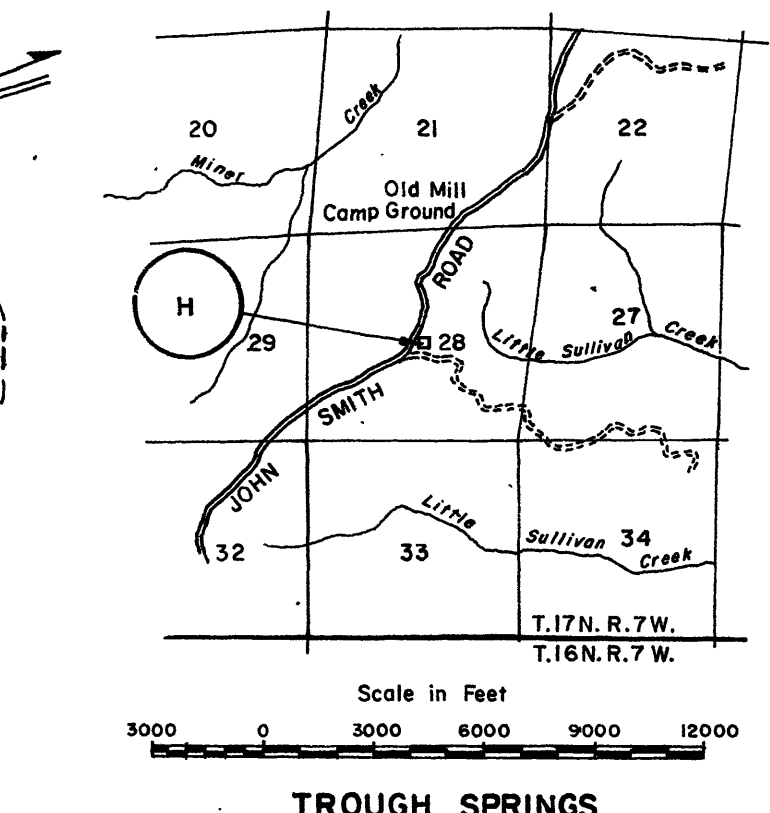 20
Miner
Creek
21
22
Old Mill
Camp Ground
ROAD
H
29
28
27
Little Sullivan Creek
SMITH
JOHN
32
33
Little
Sullivan
34
Creek
T.17N. R.7W.
T.16N. R.7W.
Scale in Feet
3000 0 3000 6000 9000 12000
TROUGH SPRINGS